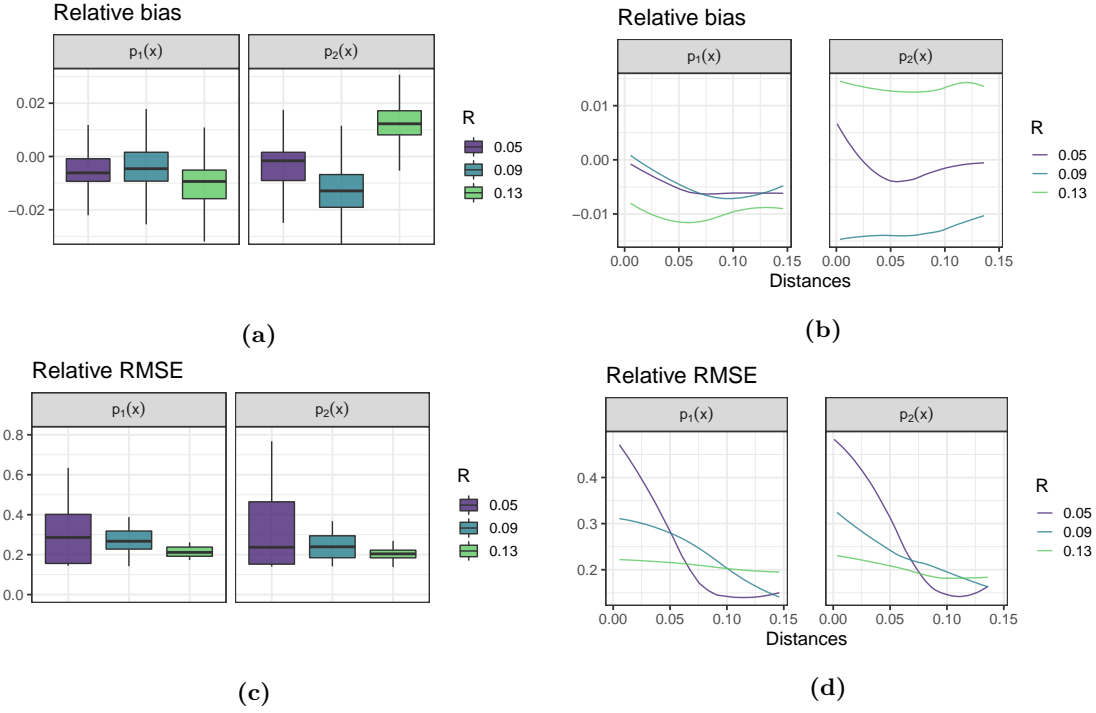 Relative bias
p1(x)
p2(x)
0.02
0.00
−0.02
R
0.05
0.09
0.13
(a)
Relative bias
p1(x)
p2(x)
0.01
0.00
−0.01
0.00 0.05 0.10 0.15
0.00 0.05 0.10 0.15
Distances
R
0.05
0.09
0.13
(b)
Relative RMSE
p1(x)
p2(x)
0.8
0.6
0.4
0.2
0.0
R
0.05
0.09
0.13
(c)
Relative RMSE
p1(x)
p2(x)
0.4
0.3
0.2
0.00 0.05 0.10 0.15
0.00 0.05 0.10 0.15
Distances
R
0.05
0.09
0.13
(d)